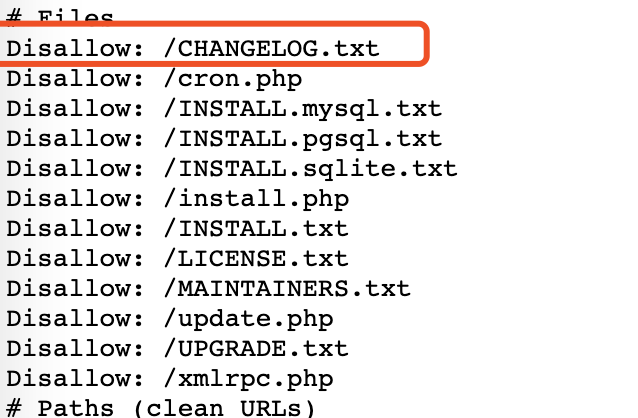 # Files
Disallow: /CHANGELOG.txt
Disallow: /cron.php
Disallow: /INSTALL.mysql.txt
Disallow: /INSTALL.pgsql.txt
Disallow: /INSTALL.sqlite.txt
Disallow: /install.php
Disallow: /INSTALL.txt
Disallow: /LICENSE.txt
Disallow: /MAINTAINERS.txt
Disallow: /update.php
Disallow: /UPGRADE.txt
Disallow: /xmlrpc.php
# Paths (clean URLs)